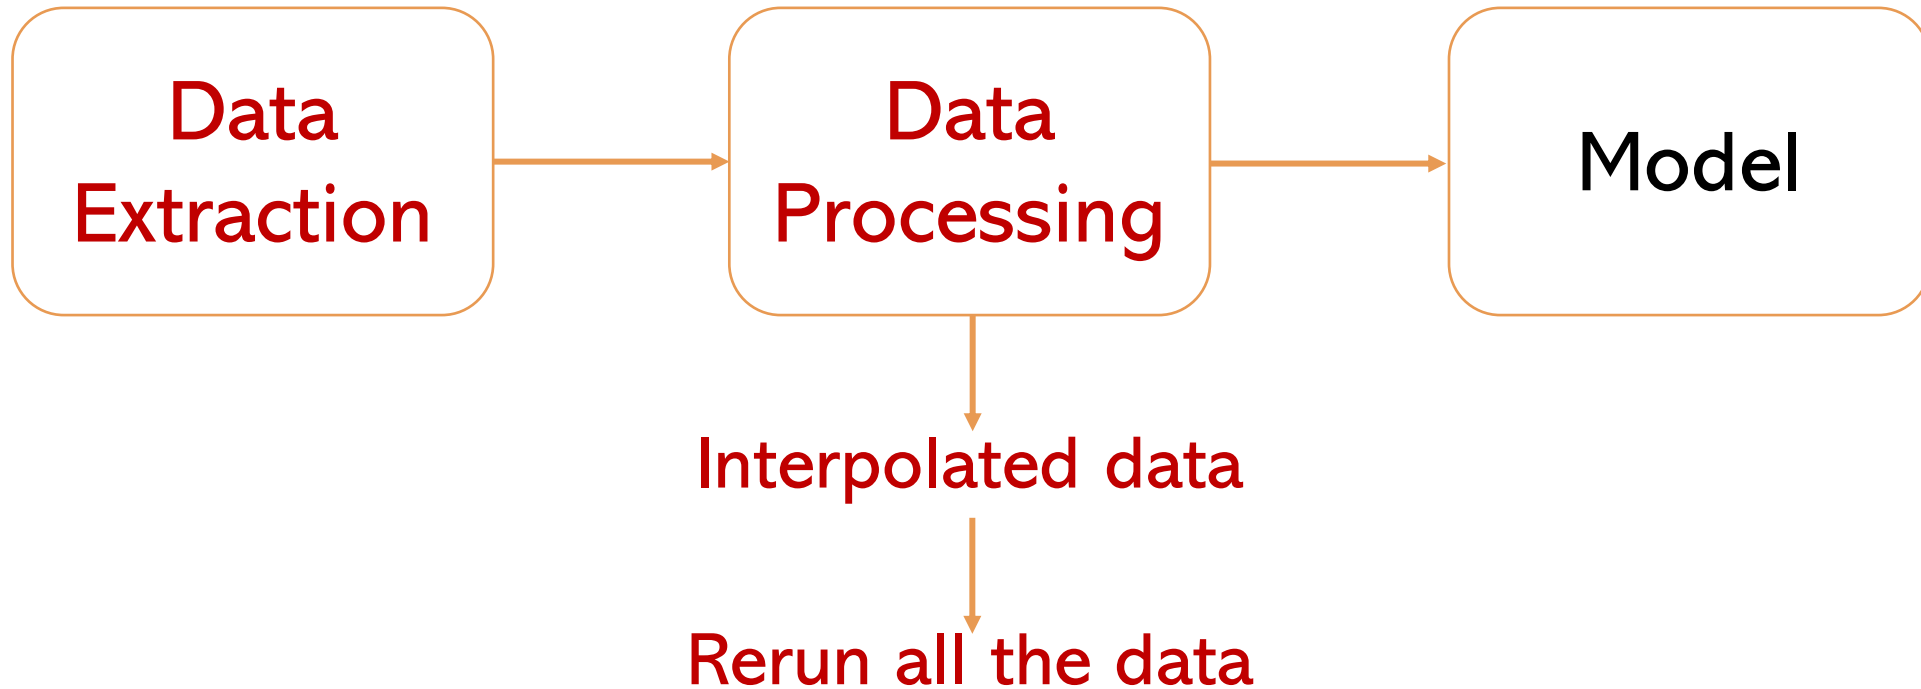 Data
Extraction
Data
Processing
Model
Interpolated data
Rerun all the data